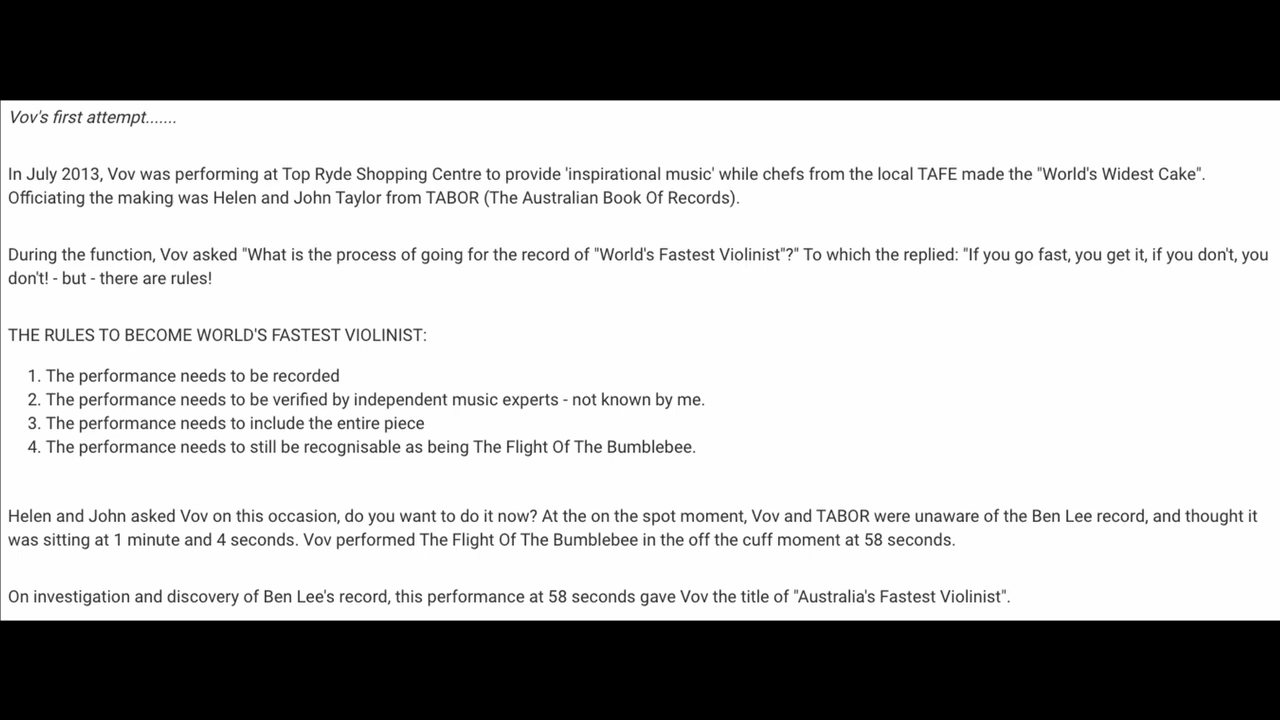 Vov's first attempt.......
In July 2013, Vov was performing at Top Ryde Shopping Centre to provide 'inspirational music' while chefs from the local TAFE made the "World's Widest Cake".
Officiating the making was Helen and John Taylor from TABOR (The Australian Book Of Records).
During the function, Vov asked "What is the process of going for the record of "World's Fastest Violinist"?" To which the replied: "If you go fast, you get it, if you don't, you
don't! - but - there are rules!
THE RULES TO BECOME WORLD'S FASTEST VIOLINIST:
1. The performance needs to be recorded
2. The performance needs to be verified by independent music experts - not known by me.
3. The performance needs to include the entire piece
4. The performance needs to still be recognisable as being The Flight Of The Bumblebee.
Helen and John asked Vov on this occasion, do you want to do it now? At the on the spot moment, Vov and TABOR were unaware of the Ben Lee record, and thought it
was sitting at 1 minute and 4 seconds. Vov performed The Flight Of The Bumblebee in the off the cuff moment at 58 seconds.
On investigation and discovery of Ben Lee's record, this performance at 58 seconds gave Vov the title of "Australia's Fastest Violinist".